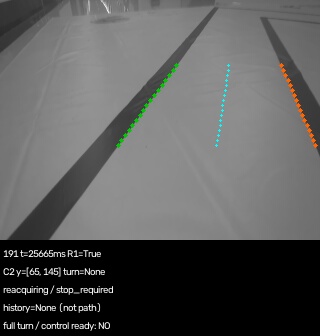 191 t=25665ms R1=True
C2 y=[65, 145] turn=None
reacquiring / stop_required
history=None (not path)
full turn / control ready: NO